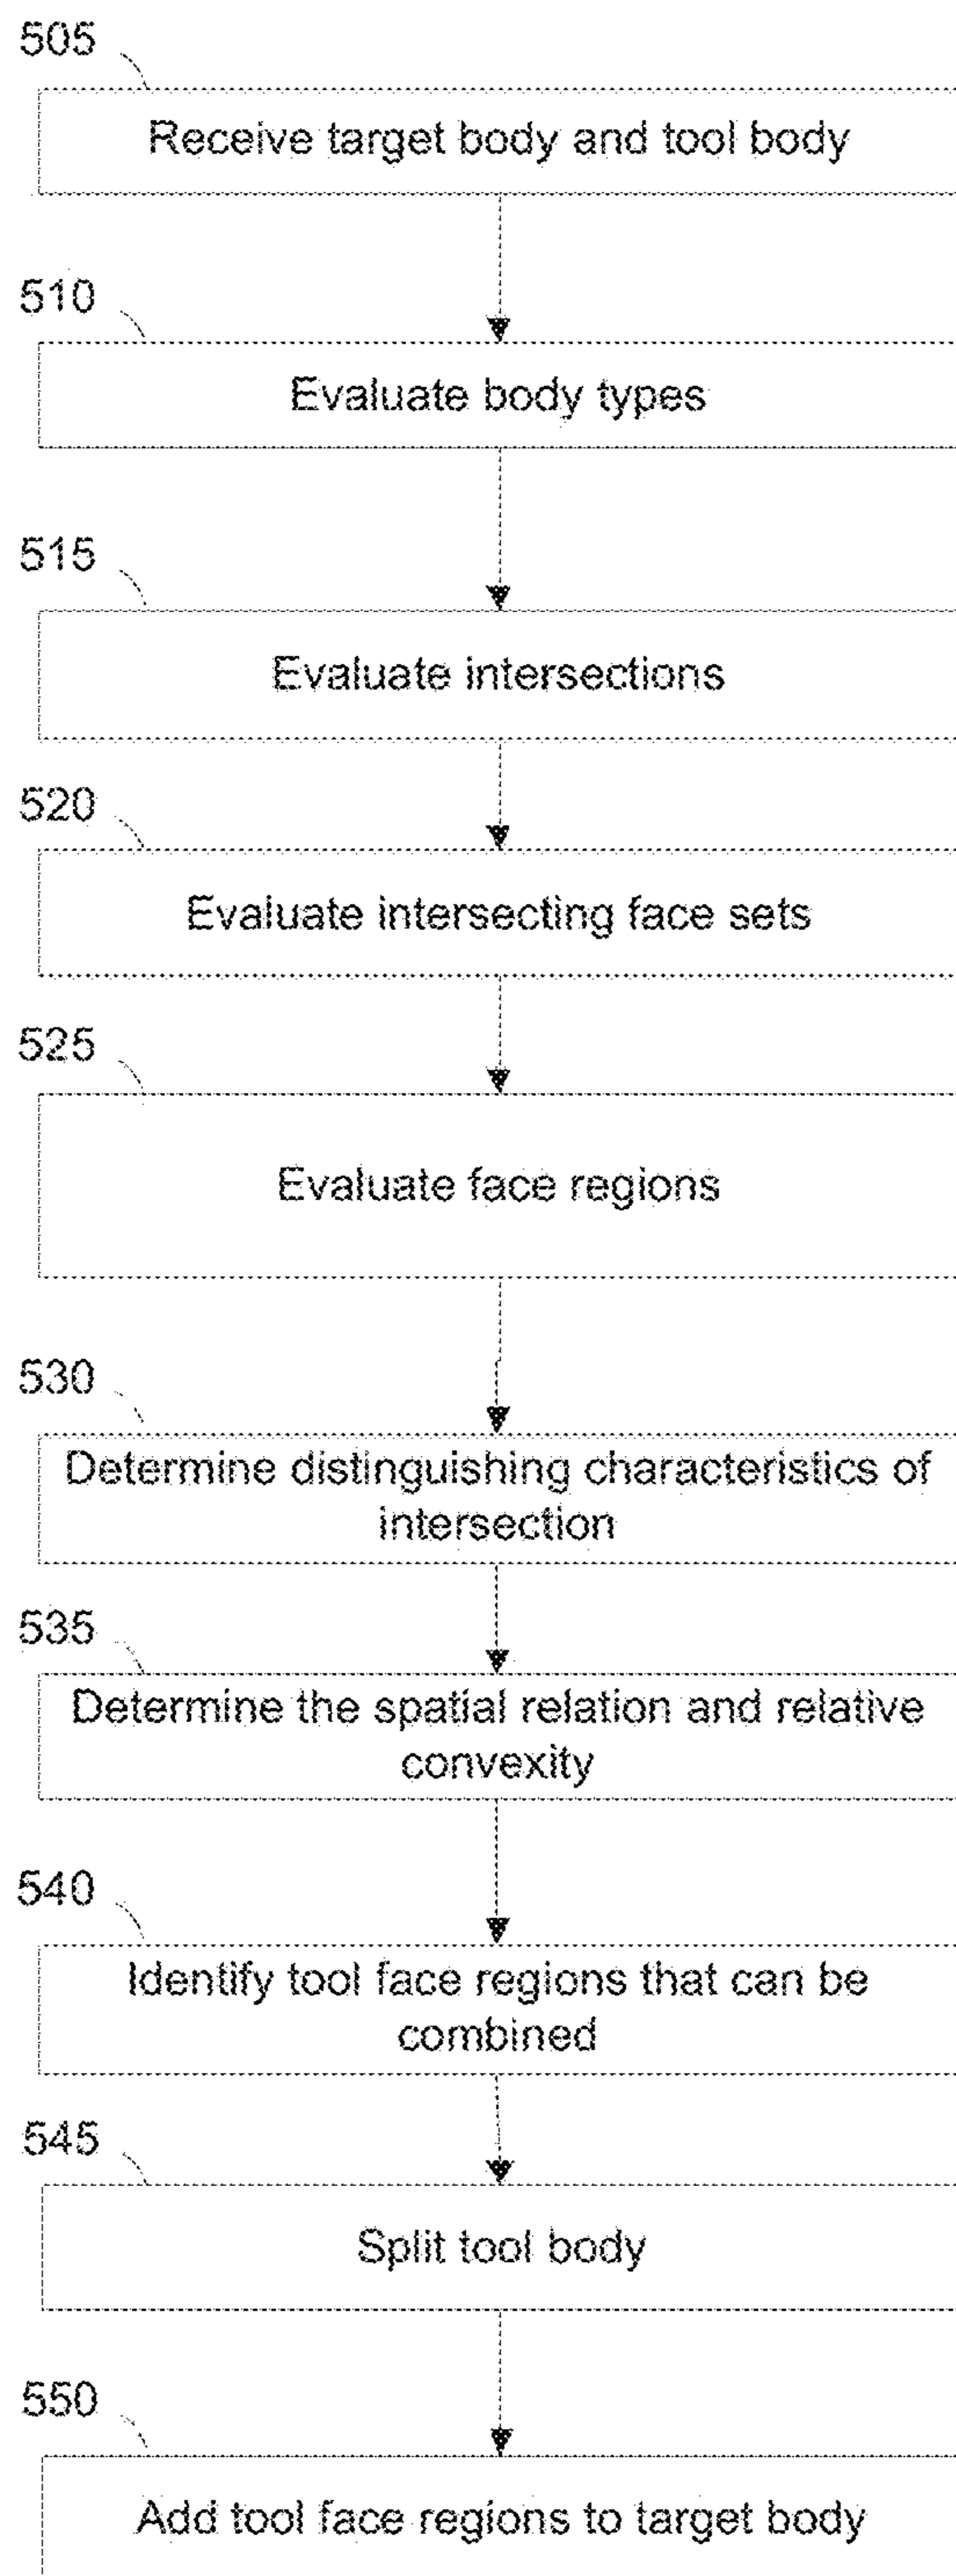 505
Receive target body and tool body
510
Evaluate body types
515
Evaluate intersections
520
Evaluate intersecting face sets
525
Evaluate face regions
530
Determine distinguishing characteristics of
intersection
535
Determine the spatial relation and relative
convexity
540
Identify tool face regions that can be
combined
545
Split tool body
550
Add tool face regions to target body